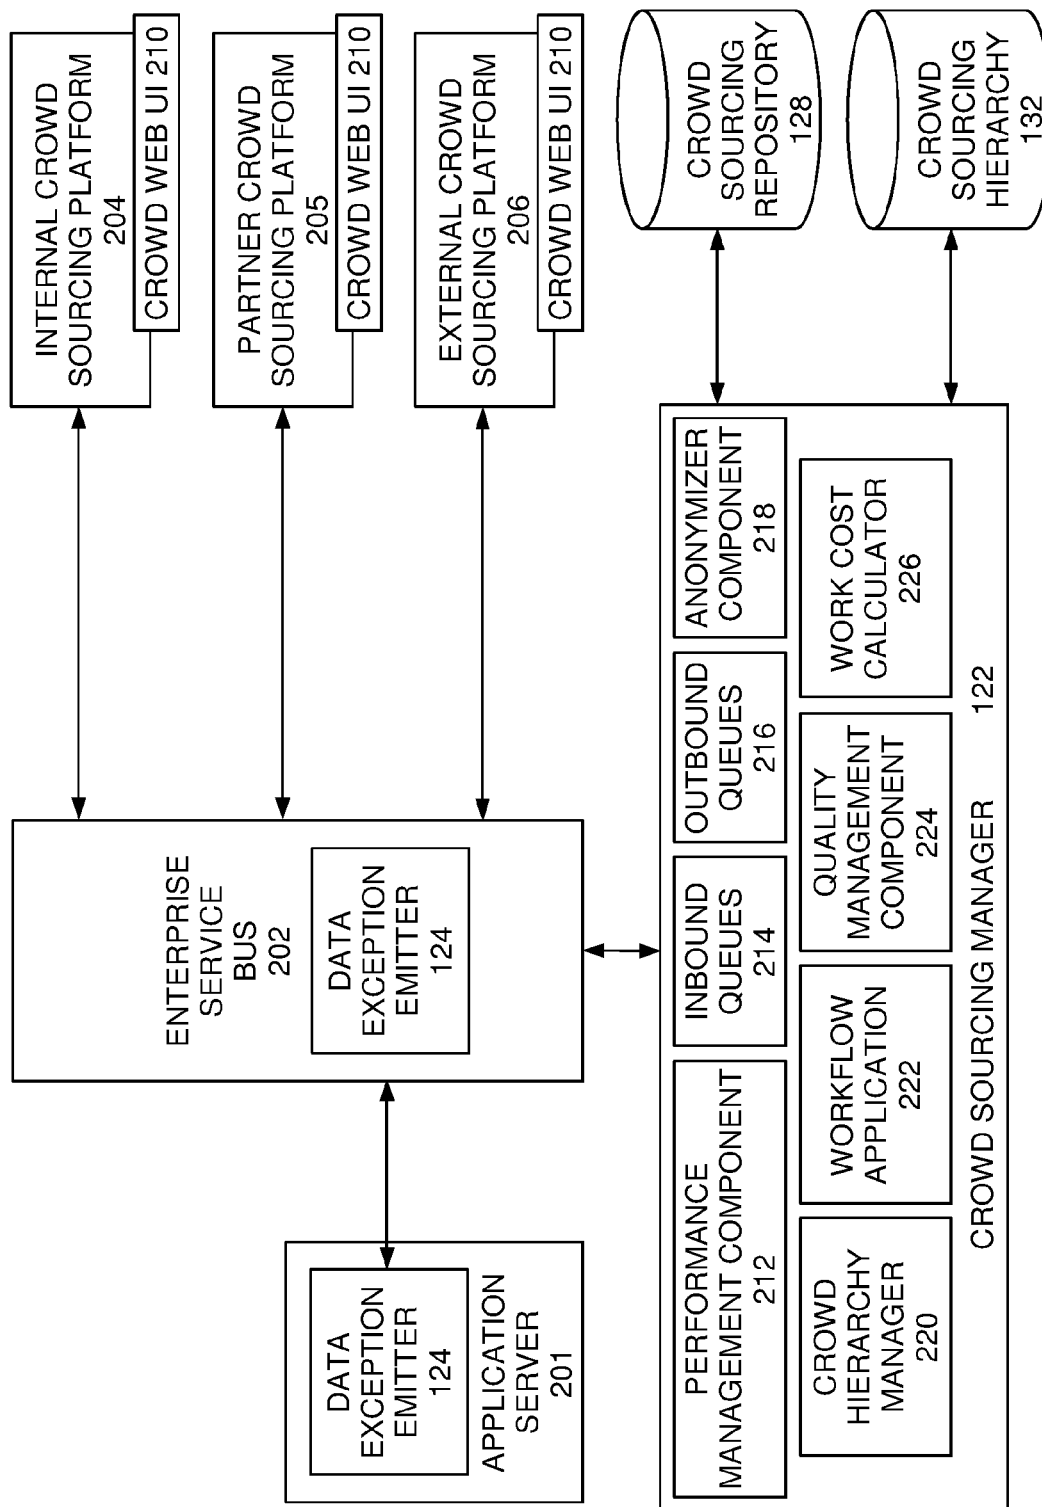 INTERNAL CROWD
SOURCING PLATFORM
204
CROWD WEB UI 210
PARTNER CROWD
SOURCING PLATFORM
205
CROWD WEB UI 210
EXTERNAL CROWD
SOURCING PLATFORM
206
CROWD WEB UI 210
ENTERPRISE
SERVICE
BUS
202
DATA
EXCEPTION
EMITTER
124
DATA
EXCEPTION
EMITTER
124
APPLICATION
SERVER
201
CROWD
SOURCING
REPOSITORY
128
CROWD
SOURCING
HIERARCHY
132
PERFORMANCE
MANAGEMENT COMPONENT
212
INBOUND
QUEUES
214
OUTBOUND
QUEUES
216
ANONYMIZER
COMPONENT
218
CROWD
HIERARCHY
MANAGER
220
WORKFLOW
APPLICATION
222
QUALITY
MANAGEMENT
COMPONENT
224
WORK COST
CALCULATOR
226
CROWD SOURCING MANAGER 122